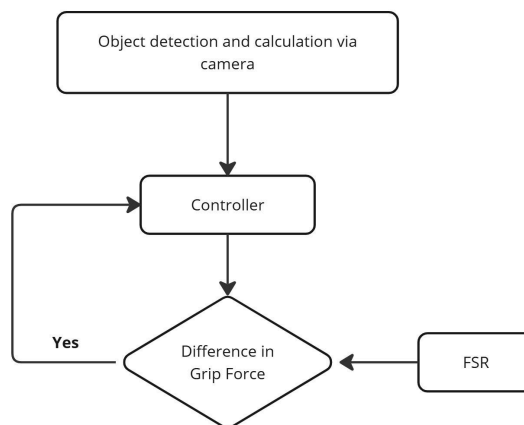 Object detection and calculation via
camera
Controller
Yes
Difference in
Grip Force
FSR